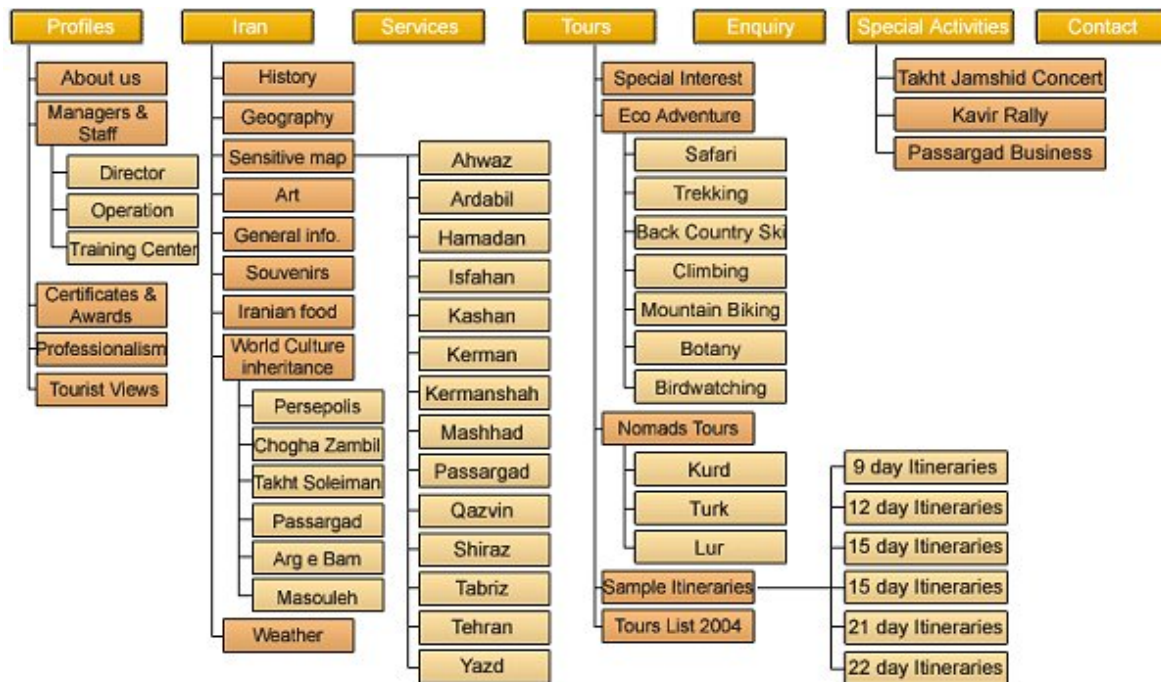 Profiles
Iran
Services
Tours
Enquiry
Special Activities
Contact
About us
Managers &
Staff
Director
Operation
Training Center
Certificates &
Awards
Professionalism
Tourist Views
History
Geography
Sensitive map
Art
General info.
Souvenirs
Iranian food
World Culture
inheritance
Persepolis
Chogha Zambil
Takht Soleiman
Passargad
Arg e Bam
Masouleh
Weather
Ahwaz
Ardabil
Hamadan
Isfahan
Kashan
Kerman
Kermanshah
Mashhad
Passargad
Qazvin
Shiraz
Tabriz
Tehran
Yazd
Special Interest
Eco Adventure
Safari
Trekking
Back Country Ski
Climbing
Mountain Biking
Botany
Birdwatching
Nomads Tours
Kurd
Turk
Lur
Sample Itineraries
Tours List 2004
9 day Itineraries
12 day Itineraries
15 day Itineraries
15 day Itineraries
21 day Itineraries
22 day Itineraries
Takht Jamshid Concert
Kavir Rally
Passargad Business